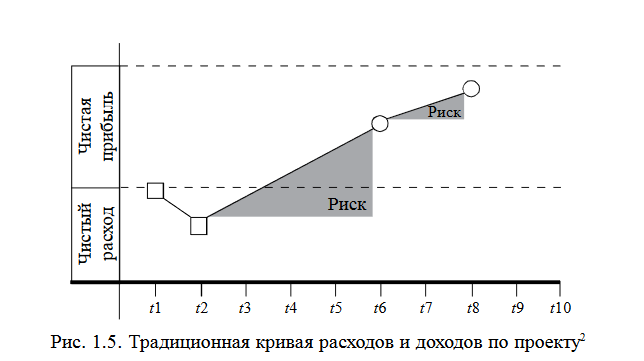 Чистая
прибыль
Риск
Чистый
расход
Риск
t1 t2 t3 t4 t5 t6 t7 t8 t9 t10
Рис. 1.5. Традиционная кривая расходов и доходов по проекту2